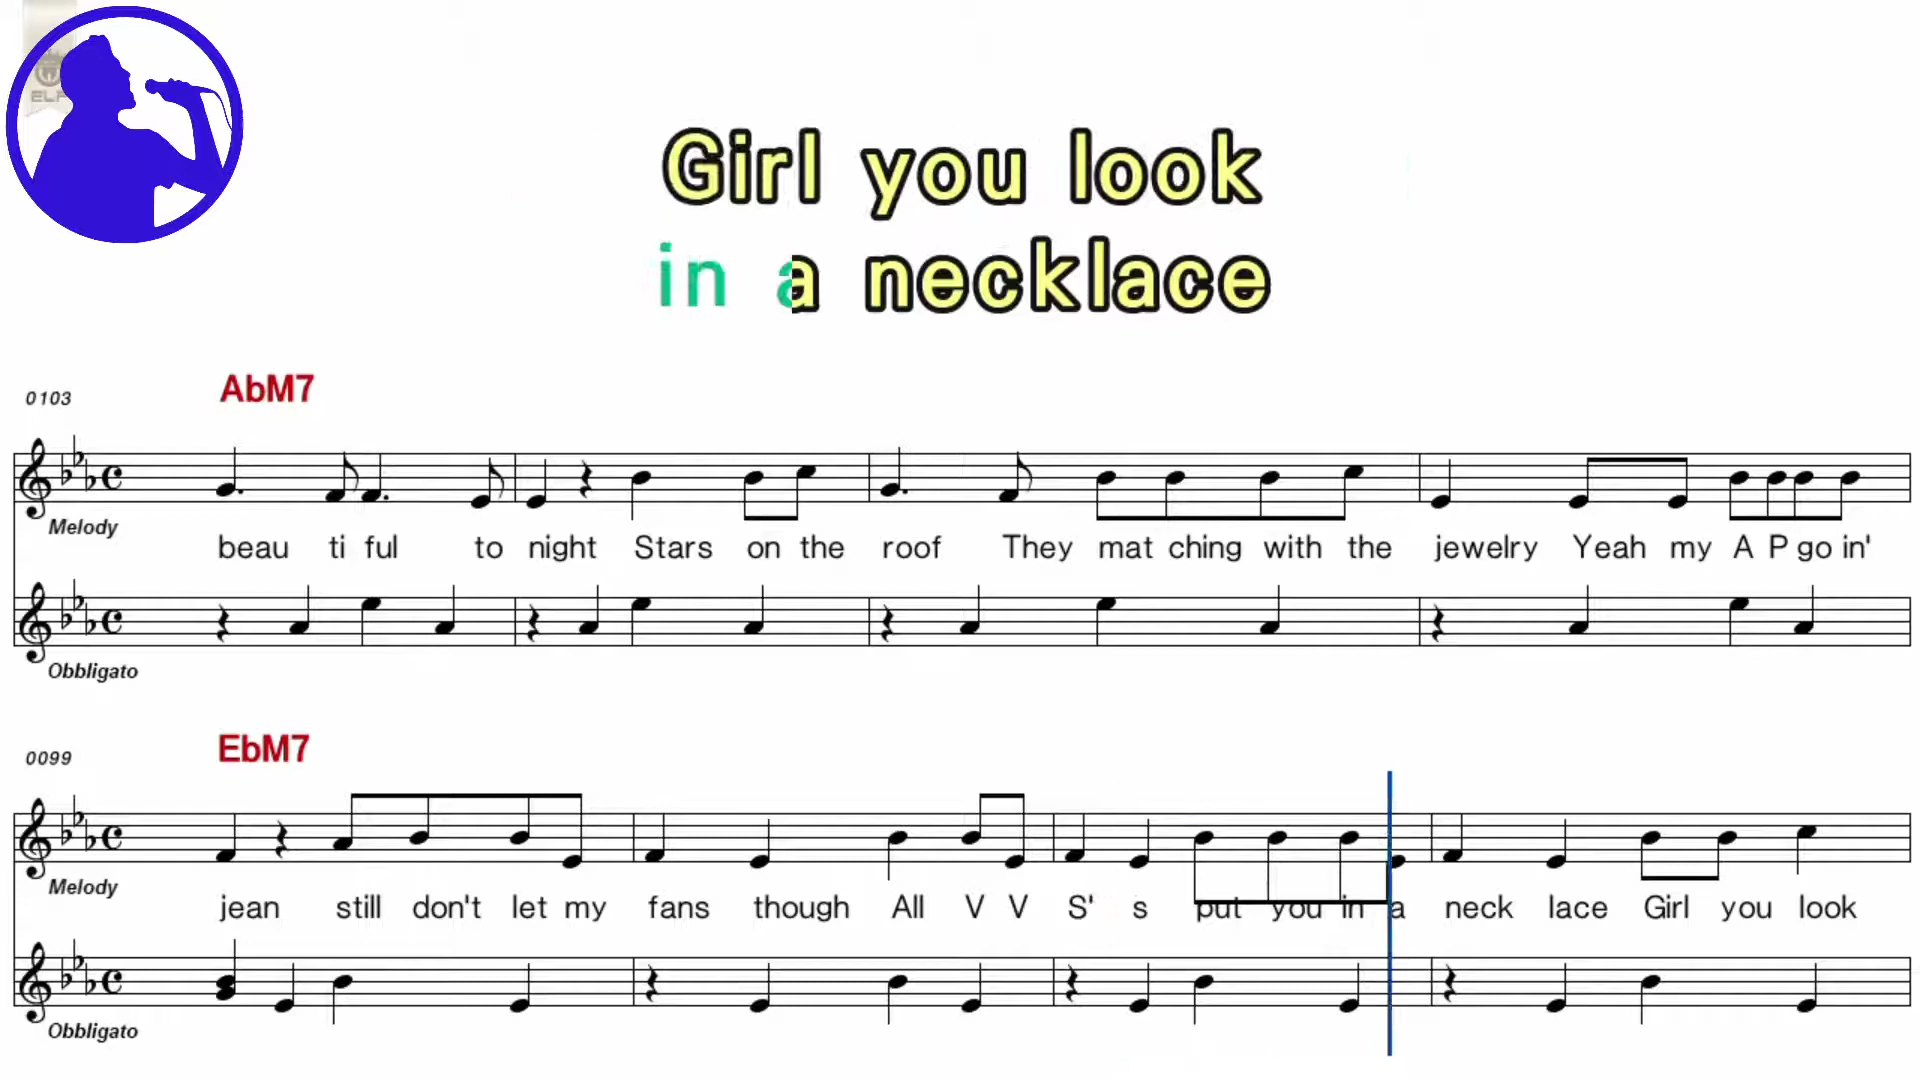 ELF
Girl you look
in a necklace
0103
AbM7
Melody
beau ti ful to night Stars on the roof They mat ching with the jewelry Yeah my A P go in'
Obbligato
0099
EbM7
Melody
jean still don't let my fans though All V V S' s put you in a neck lace Girl you look
Obbligato